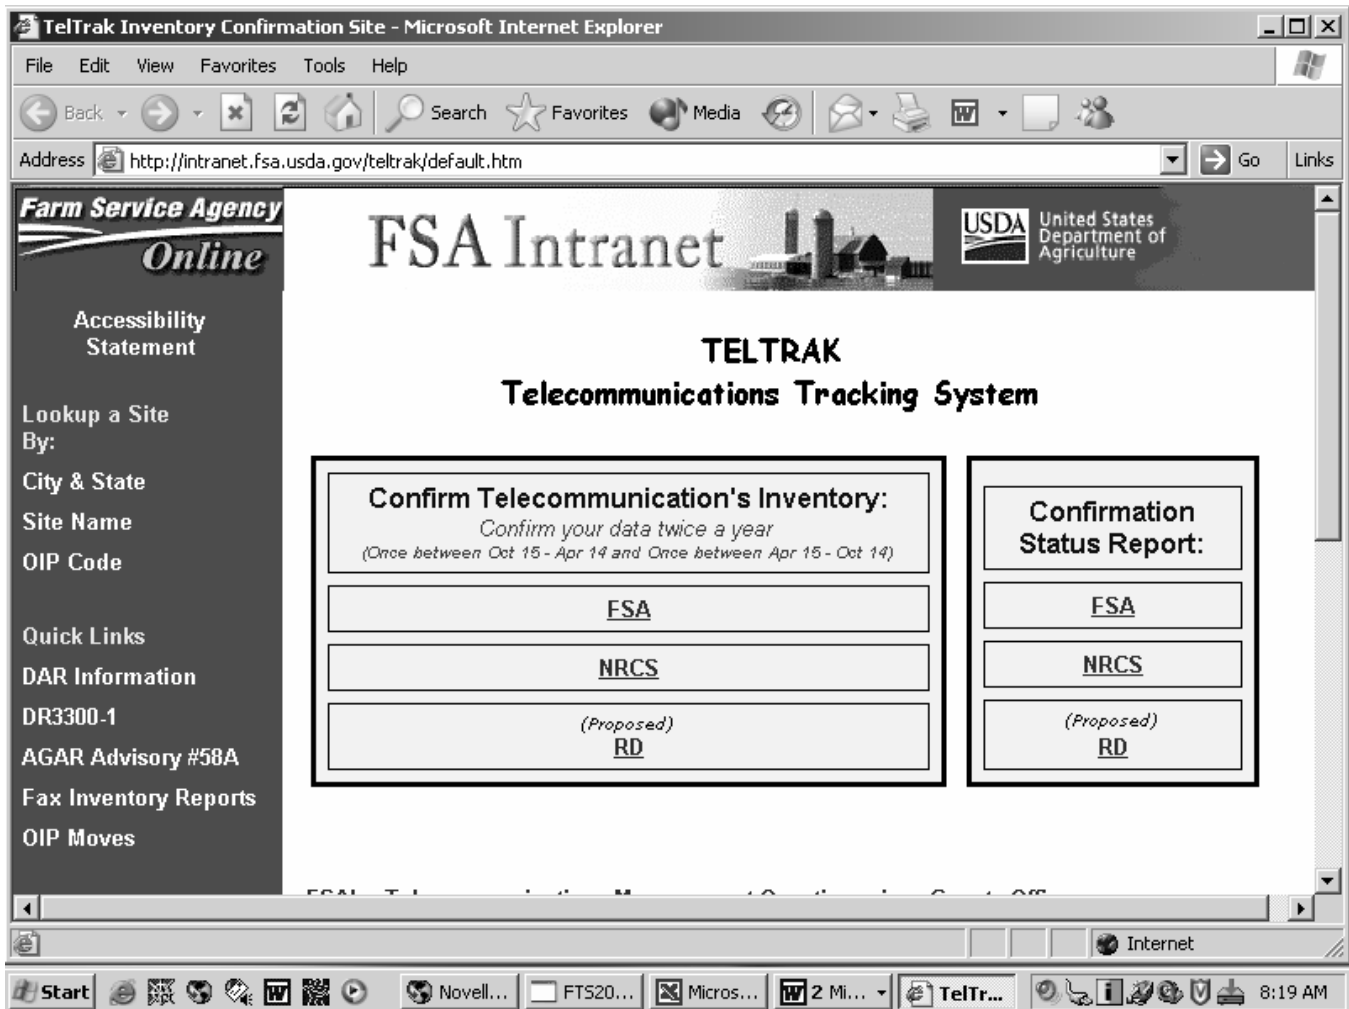 TelTrak Inventory Confirmation Site - Microsoft Internet Explorer
File Edit View Favorites Tools Help
Back Search Favorites Media
Address http://intranet.fsa.usda.gov/teltrak/default.htm Go Links
Farm Service Agency
Online
FSA Intranet
USDA
United States
Department of
Agriculture
Accessibility
Statement
Lookup a Site
By:
City & State
Site Name
OIP Code
Quick Links
DAR Information
DR3300-1
AGAR Advisory #58A
Fax Inventory Reports
OIP Moves
TELTRAK
Telecommunications Tracking System
Confirm Telecommunication's Inventory:
Confirm your data twice a year
(Once between Oct 15 - Apr 14 and Once between Apr 15 - Oct 14)
FSA
NRCS
(Proposed)
RD
Confirmation
Status Report:
FSA
NRCS
(Proposed)
RD
Internet
Start Novell... FTS20... Micros... 2 Mi... TelTr... 8:19 AM